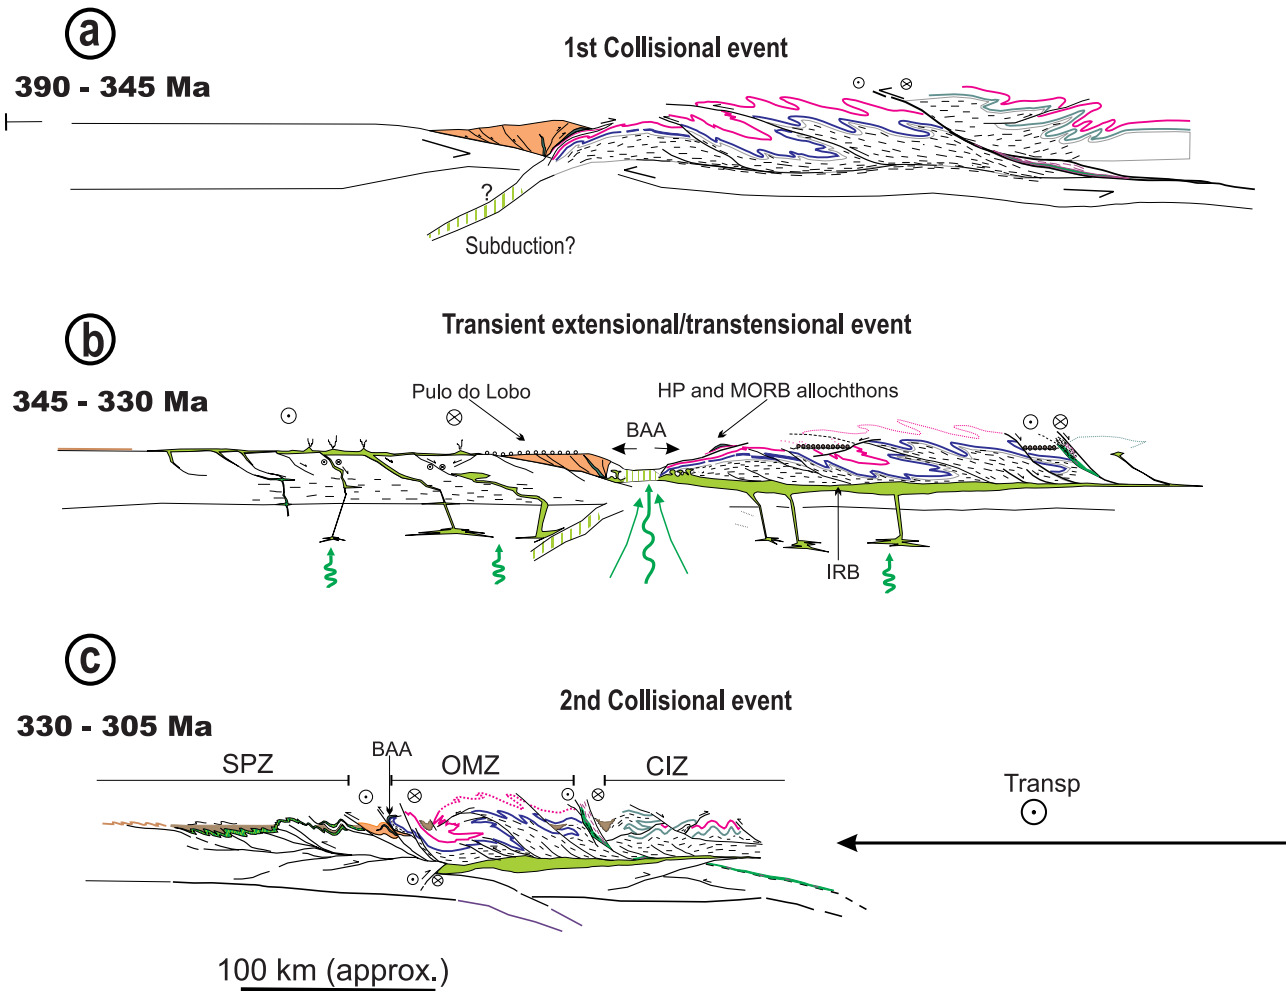 a
1st Collisional event
390 - 345 Ma
?
Subduction?
b
Transient extensional/transtensional event
345 - 330 Ma
Pulo do Lobo
HP and MORB allochthons
BAA
IRB
c
330 - 305 Ma
2nd Collisional event
BAA
SPZ
OMZ
CIZ
Transp
100 km (approx.)